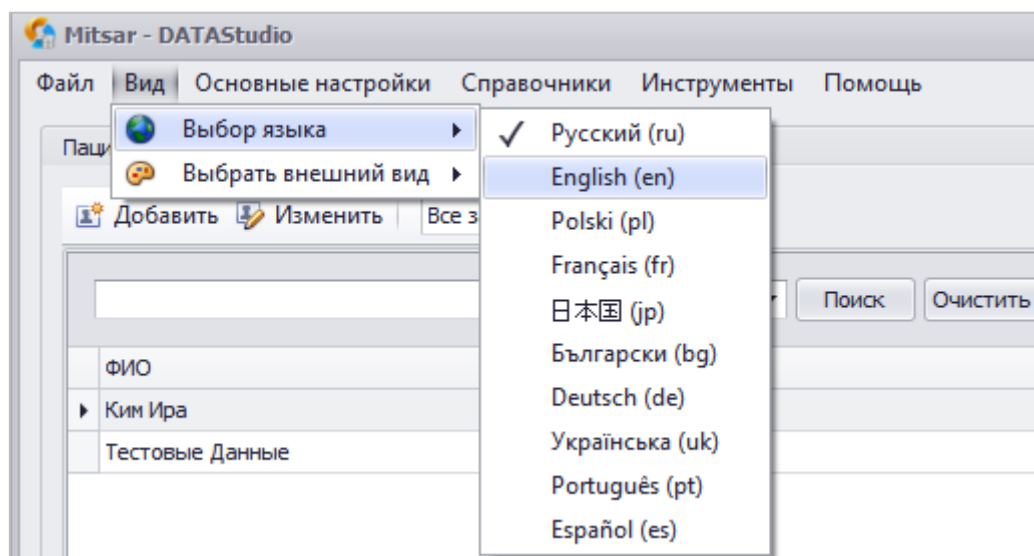 Mitsar - DATAStudio
Файл Вид Основные настройки Справочники Инструменты Помощь
Выбор языка
Выбрать внешний вид
Русский (ru)
English (en)
Polski (pl)
Français (fr)
日本国 (jp)
Български (bg)
Deutsch (de)
Українська (uk)
Português (pt)
Español (es)
Паци
Добавить Изменить Все з
Поиск Очистить
ФИО
Ким Ира
Тестовые Данные